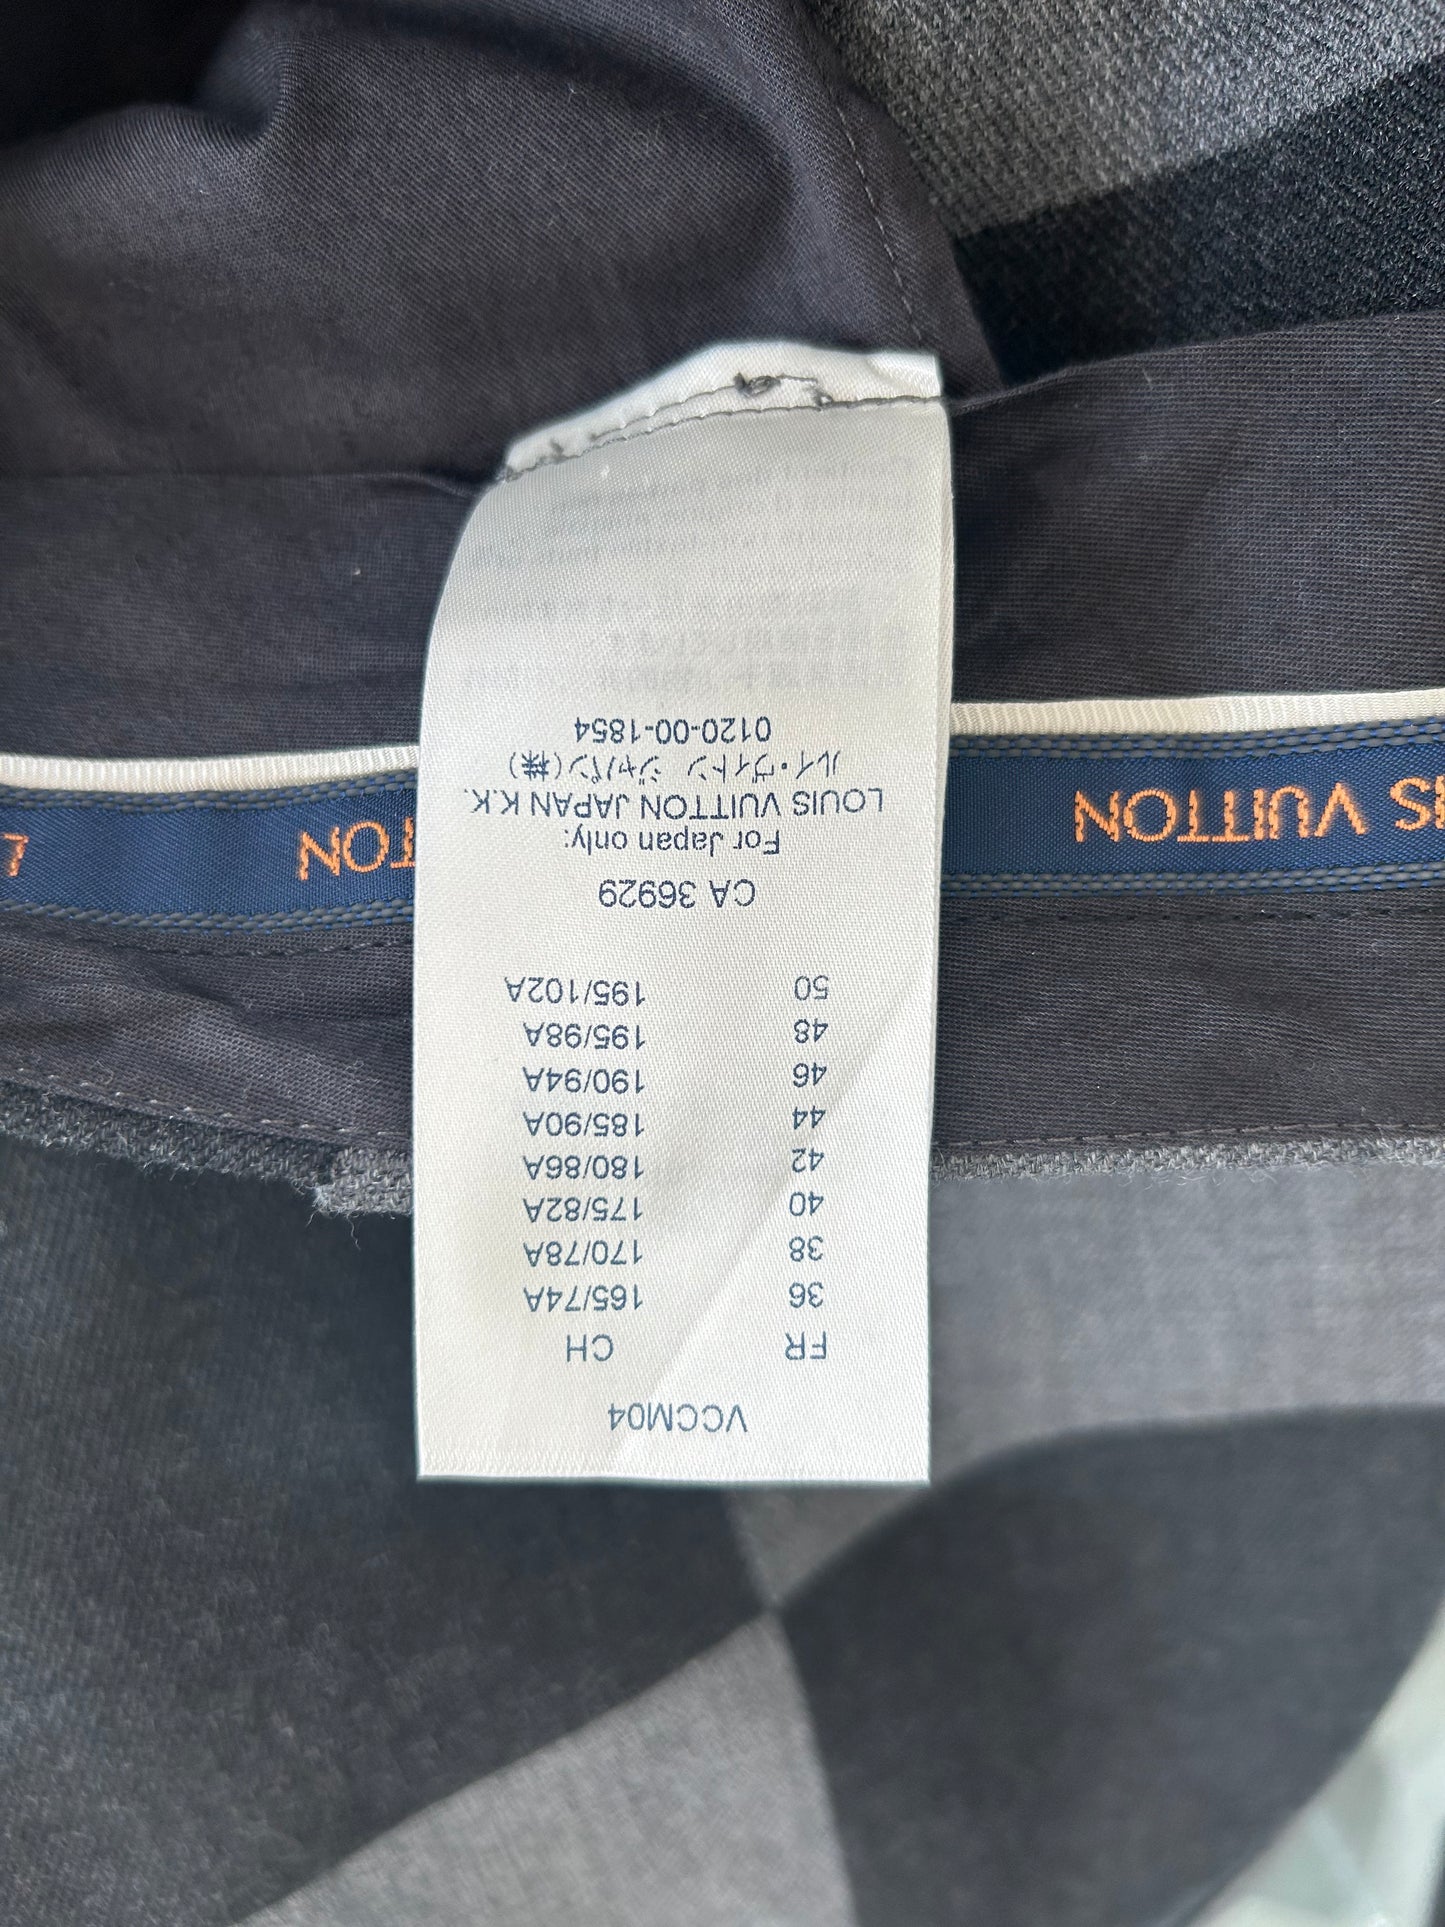 VCCM04
FR CH
36 165/74A
38 170/78A
40 175/82A
42 180/86A
44 185/90A
46 190/94A
48 195/98A
50 195/102A
CA 36929
For Japan only:
LOUIS VUITTON JAPAN K.K.
ルイ・ヴィトン ジャパン(株)
0120-00-1854
IS VUITTON
TON
L